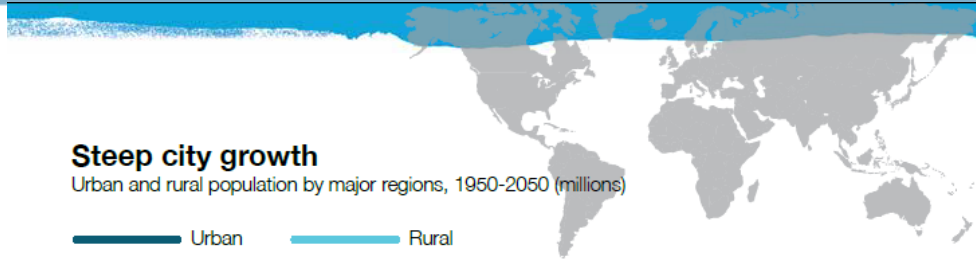 Steep city growth
Urban and rural population by major regions, 1950-2050 (millions)
Urban Rural